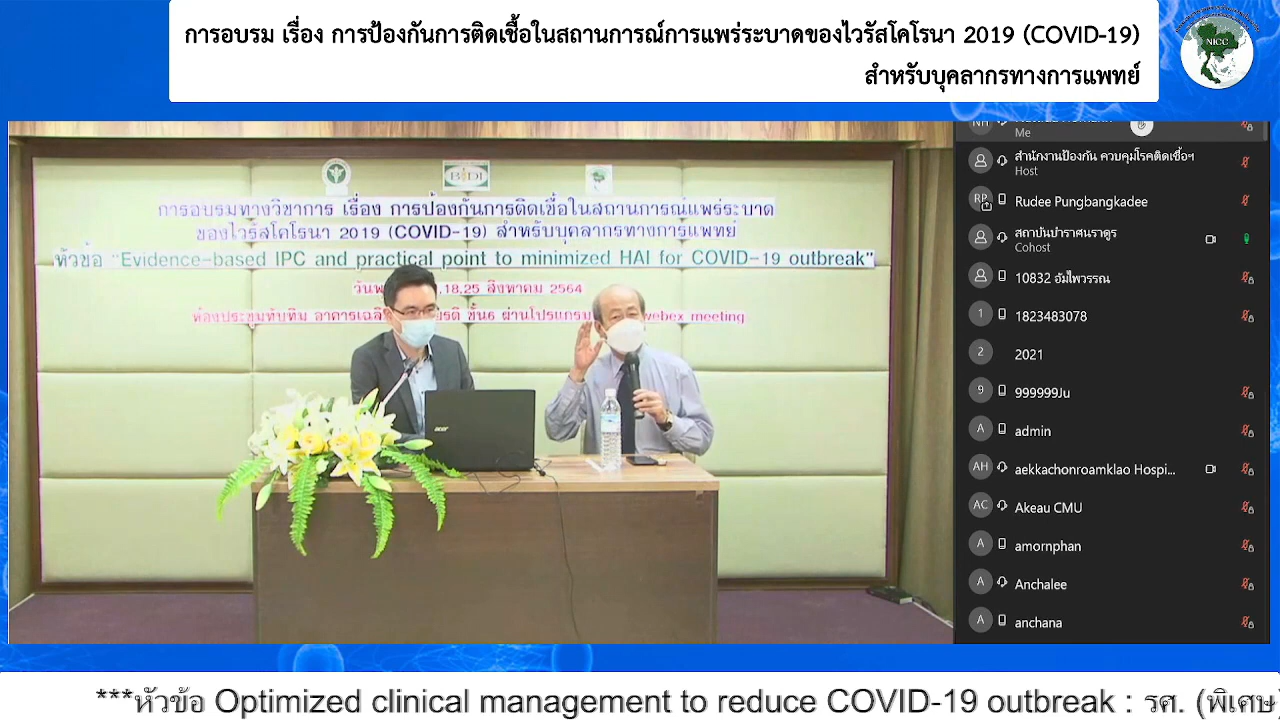 การอบรม เรื่อง การป้องกันการติดเชื้อในสถานการณ์การแพร่ระบาดของไวรัสโคโรนา 2019 (COVID-19)
สำหรับบุคลากรทางการแพทย์
NICC
BIDI
การอบรมทางวิชาการ เรื่อง การป้องกันการติดเชื้อในสถานการณ์แพร่ระบาด
ของไวรัสโคโรนา 2019 (COVID-19) สำหรับบุคลากรทางการแพทย์
หัวข้อ “Evidence-based IPC and practical point to minimized HAI for COVID-19 outbreak”
,18,25 สิงหาคม 2564
ห้องประชุมทับทิม ชั้น6 ผ่านโปรแกรม webex meeting
acer
Me
สำนักงานป้องกัน ควบคุมโรคติดเชื้อฯ
Host
RP
Rudee Pungbangkadee
สถาบันบำราศนราดูร
Cohost
10832 อัมไพวรรณ
1
1823483078
2
2021
9
999999Ju
A
admin
AH
aekkachonroamklao Hospi...
AC
Akeau CMU
A
amornphan
A
Anchalee
A
anchana
***หัวข้อ Optimized clinical management to reduce COVID-19 outbreak : รศ. (พิเศษ)